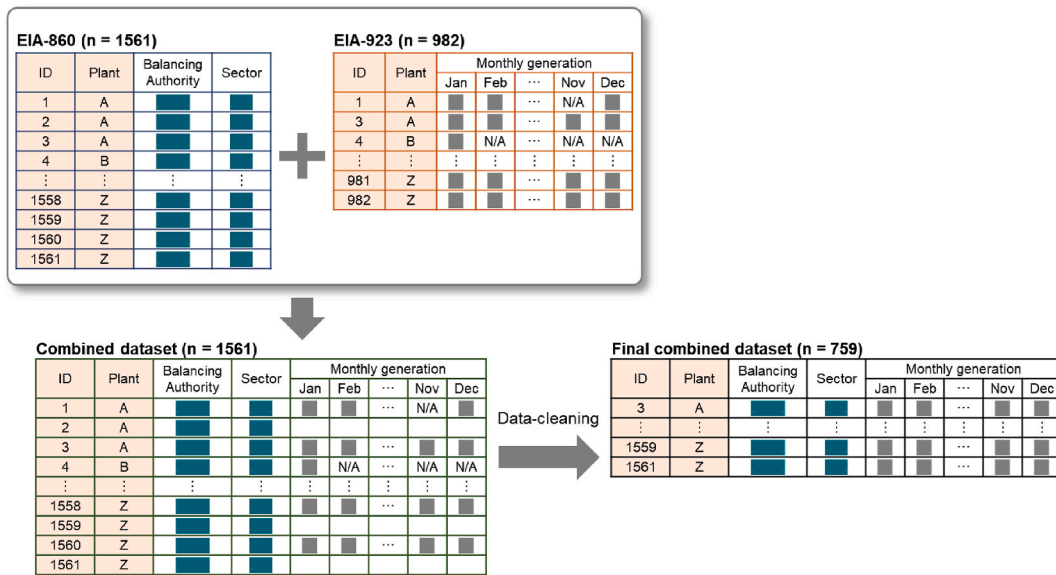 EIA-860 (n = 1561)
ID Plant Balancing Authority Sector
1 A
2 A
3 A
4 B
⋮ ⋮ ⋮ ⋮
1558 Z
1559 Z
1560 Z
1561 Z
EIA-923 (n = 982)
ID Plant Monthly generation
Jan Feb ⋯ Nov Dec
1 A ⋯ N/A
3 A ⋯
4 B N/A ⋯ N/A N/A
⋮ ⋮ ⋮ ⋮ ⋮ ⋮ ⋮
981 Z ⋯
982 Z ⋯
Combined dataset (n = 1561)
ID Plant Balancing Authority Sector Monthly generation
Jan Feb ⋯ Nov Dec
1 A ⋯ N/A
2 A
3 A ⋯
4 B N/A ⋯ N/A N/A
⋮ ⋮ ⋮ ⋮ ⋮ ⋮ ⋮ ⋮ ⋮
1558 Z ⋯
1559 Z
1560 Z ⋯
1561 Z
Data-cleaning
Final combined dataset (n = 759)
ID Plant Balancing Authority Sector Monthly generation
Jan Feb ⋯ Nov Dec
3 A ⋯
⋮ ⋮ ⋮ ⋮ ⋮ ⋮ ⋮ ⋮ ⋮
1559 Z ⋯
1561 Z ⋯